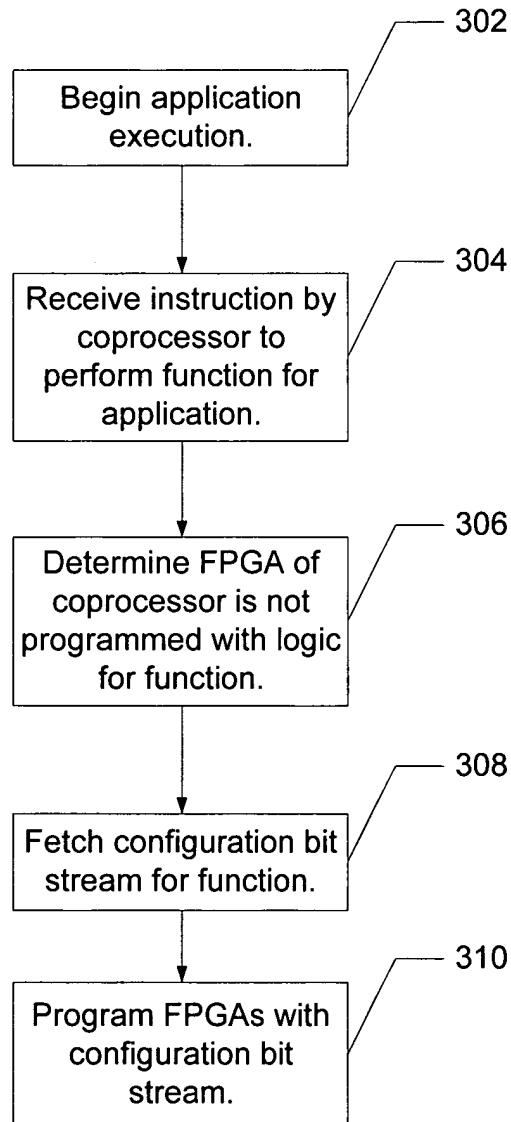 302
Begin application
execution.
304
Receive instruction by
coprocessor to
perform function for
application.
306
Determine FPGA of
coprocessor is not
programmed with logic
for function.
308
Fetch configuration bit
stream for function.
310
Program FPGAs with
configuration bit
stream.